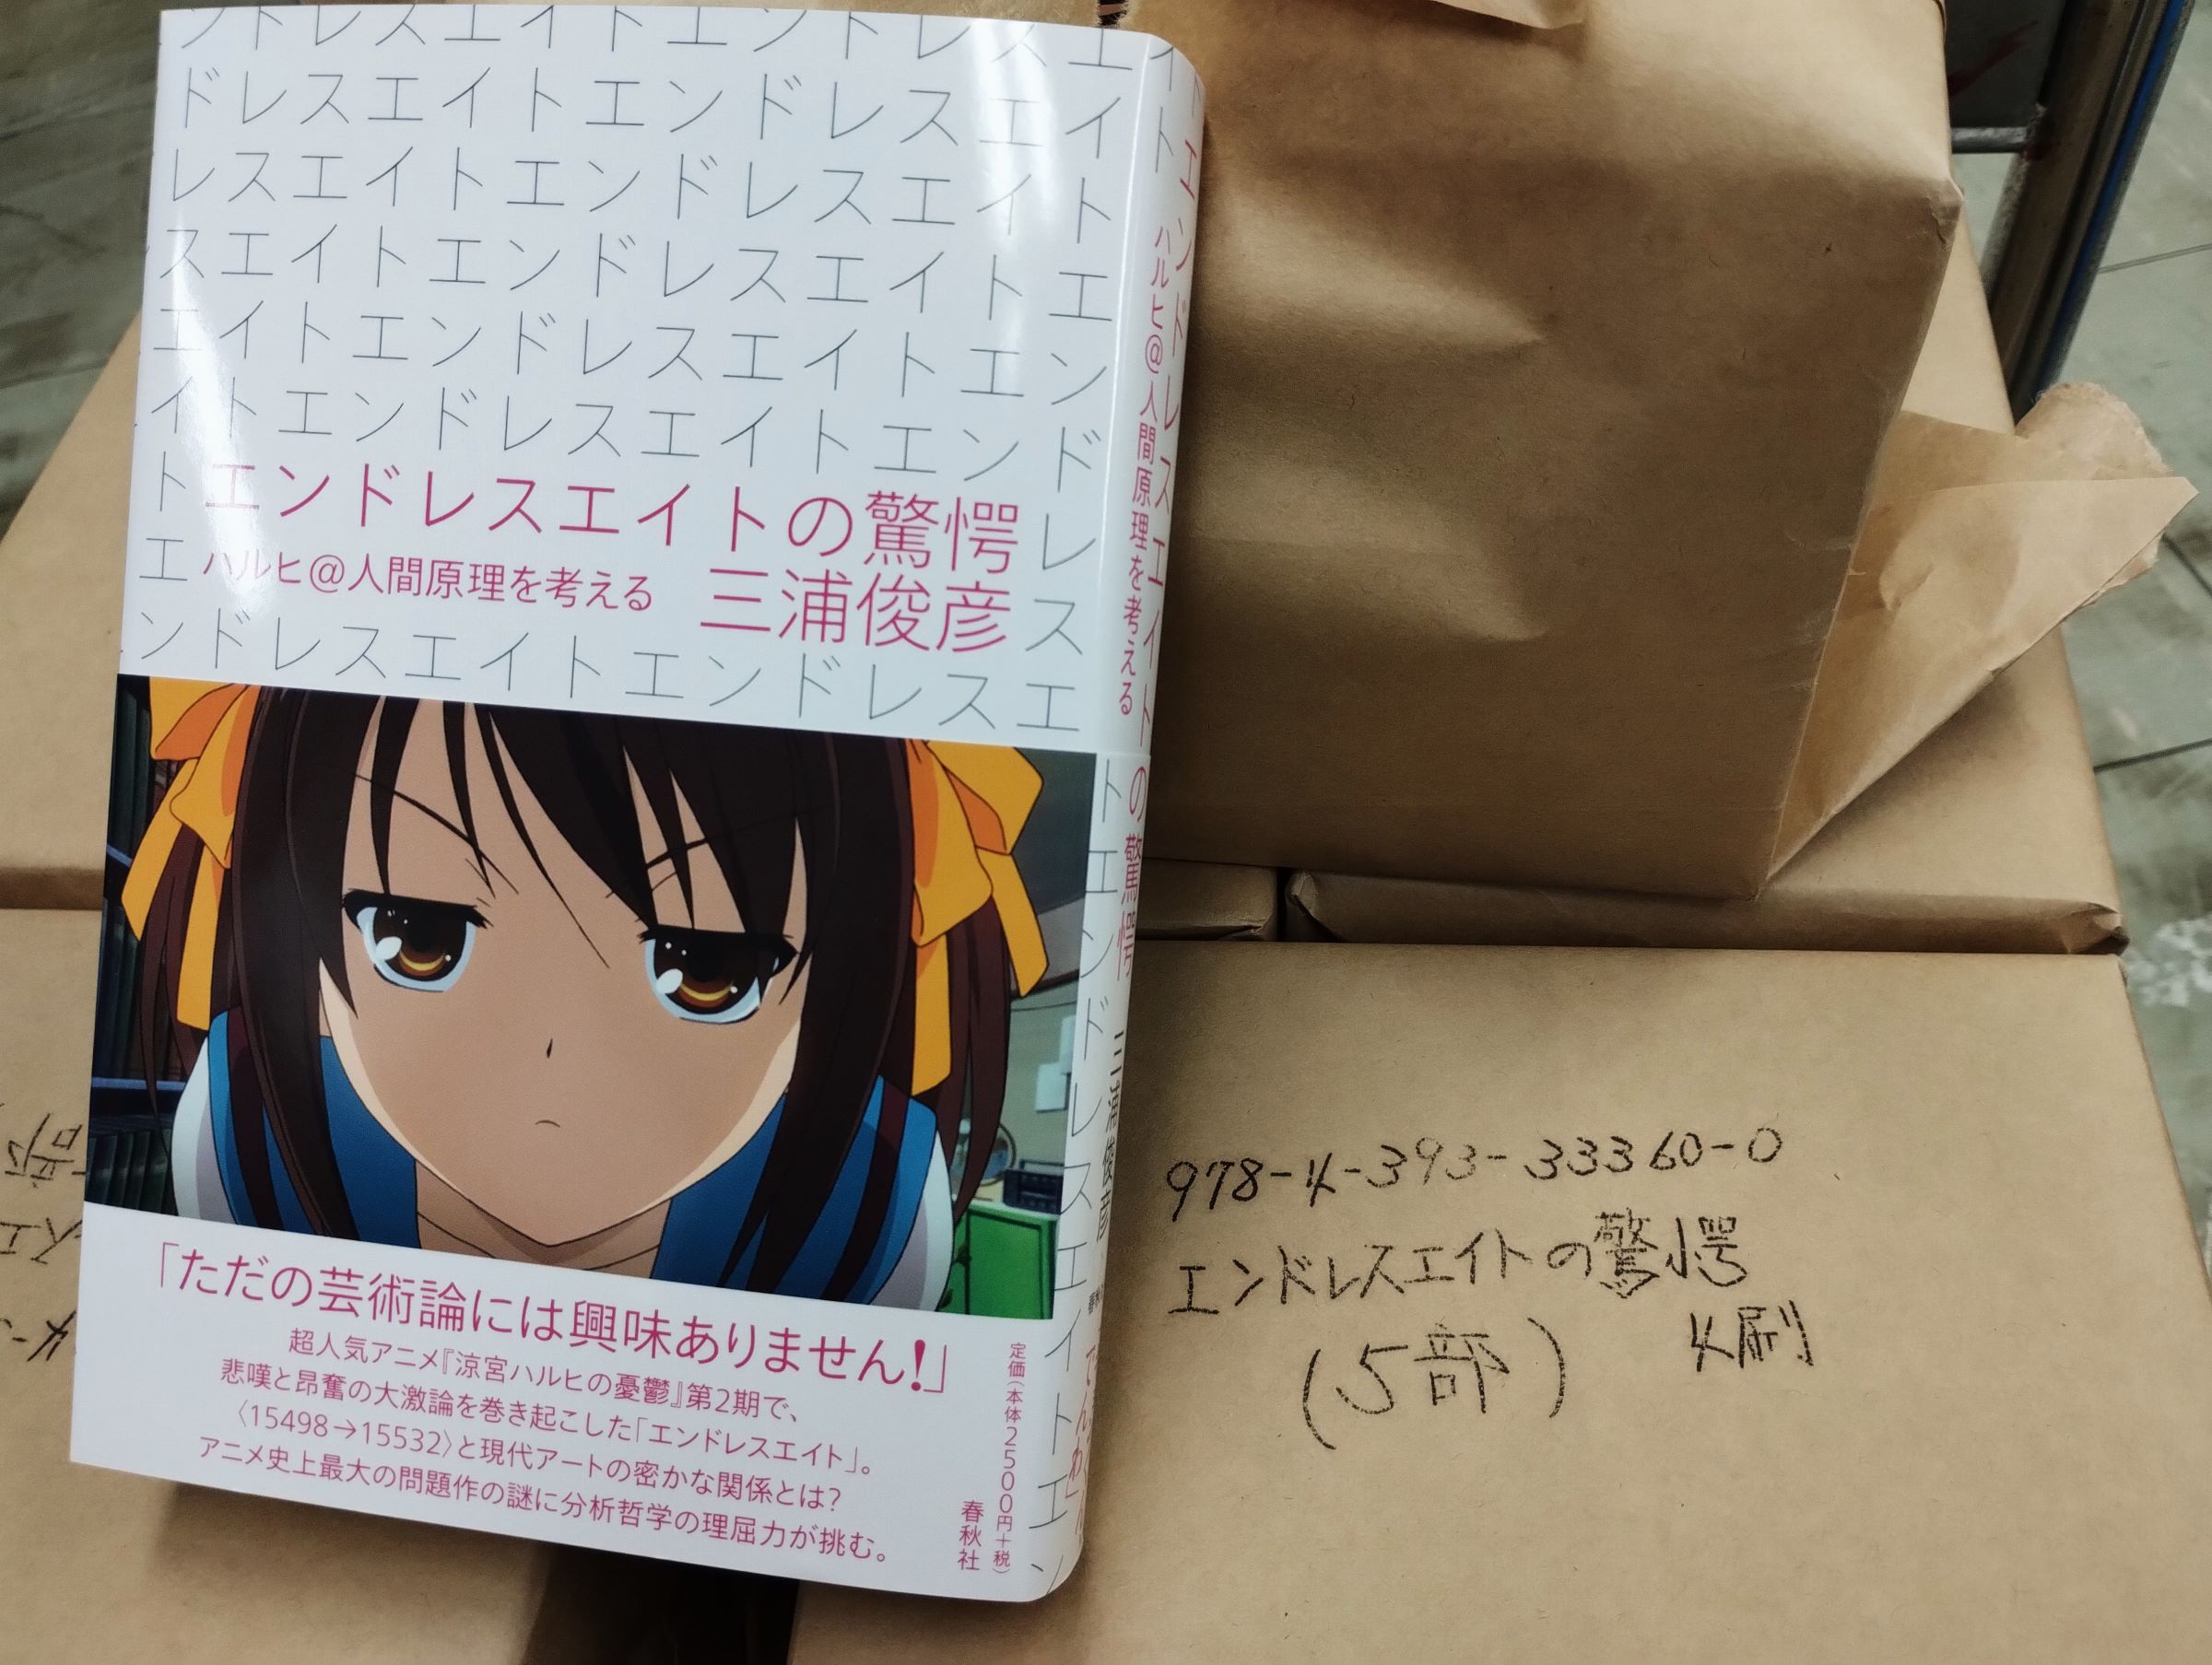 ンドレスエイトエンドレスエイ
ドレスエイトエンドレスエイト
レスエイトエンドレスエイト
スエイトエンドレスエイトエ
エイトエンドレスエイトエン
イトエンドレスエイトエンド
ト
エンドレスエイトの驚愕
レ
エ
ハルヒ@人間原理を考える
三浦俊彦
ス
ンドレスエイトエンドレスエ
「ただの芸術論には興味ありません!」
超人気アニメ『涼宮ハルヒの憂鬱』第2期で、
悲嘆と昂奮の大激論を巻き起こした「エンドレスエイト」。
〈15498→15532〉と現代アートの密かな関係とは?
アニメ史上最大の問題作の謎に分析哲学の理屈力が挑む。
定価(本体2500円+税)
春秋社
エンドレスエイトの驚愕
ハルヒ@人間原理を考える
三浦俊彦
トエンドレスエイトエン
978-4-393-33360-0
エンドレスエイトの驚愕
4刷
(5部)
部